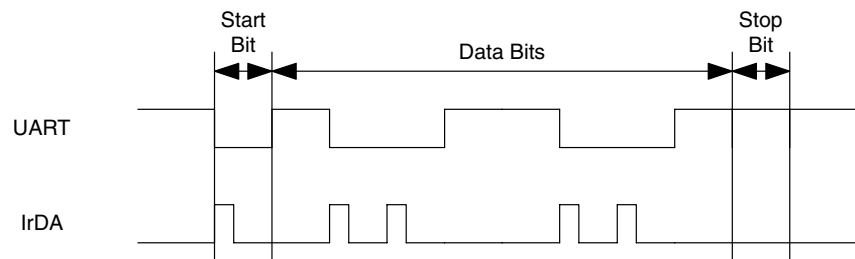 Start
Bit
Data Bits
Stop
Bit
UART
IrDA